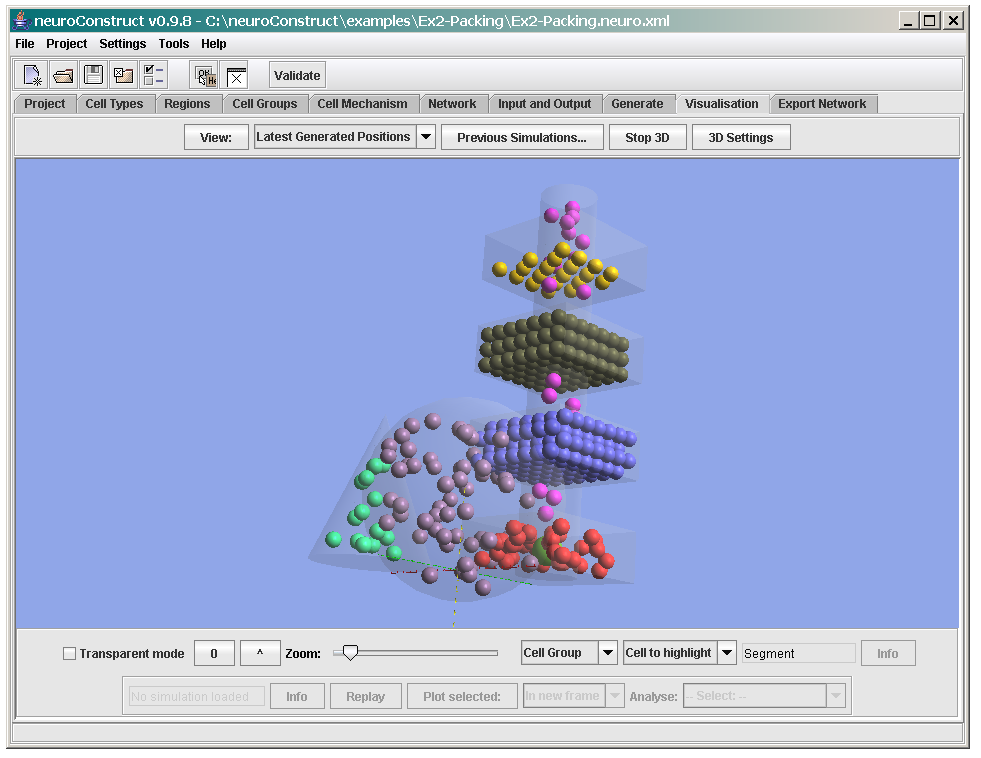 neuroConstruct v0.9.8 - C:\neuroConstruct\examples\Ex2-Packing\Ex2-Packing.neuro.xml
File Project Settings Tools Help
Validate
Project Cell Types Regions Cell Groups Cell Mechanism Network Input and Output Generate Visualisation Export Network
View: Latest Generated Positions Previous Simulations... Stop 3D 3D Settings
Transparent mode 0 ^ Zoom: Cell Group Cell to highlight Segment Info
No simulation loaded Info Replay Plot selected: In new frame Analyse: -- Select: --